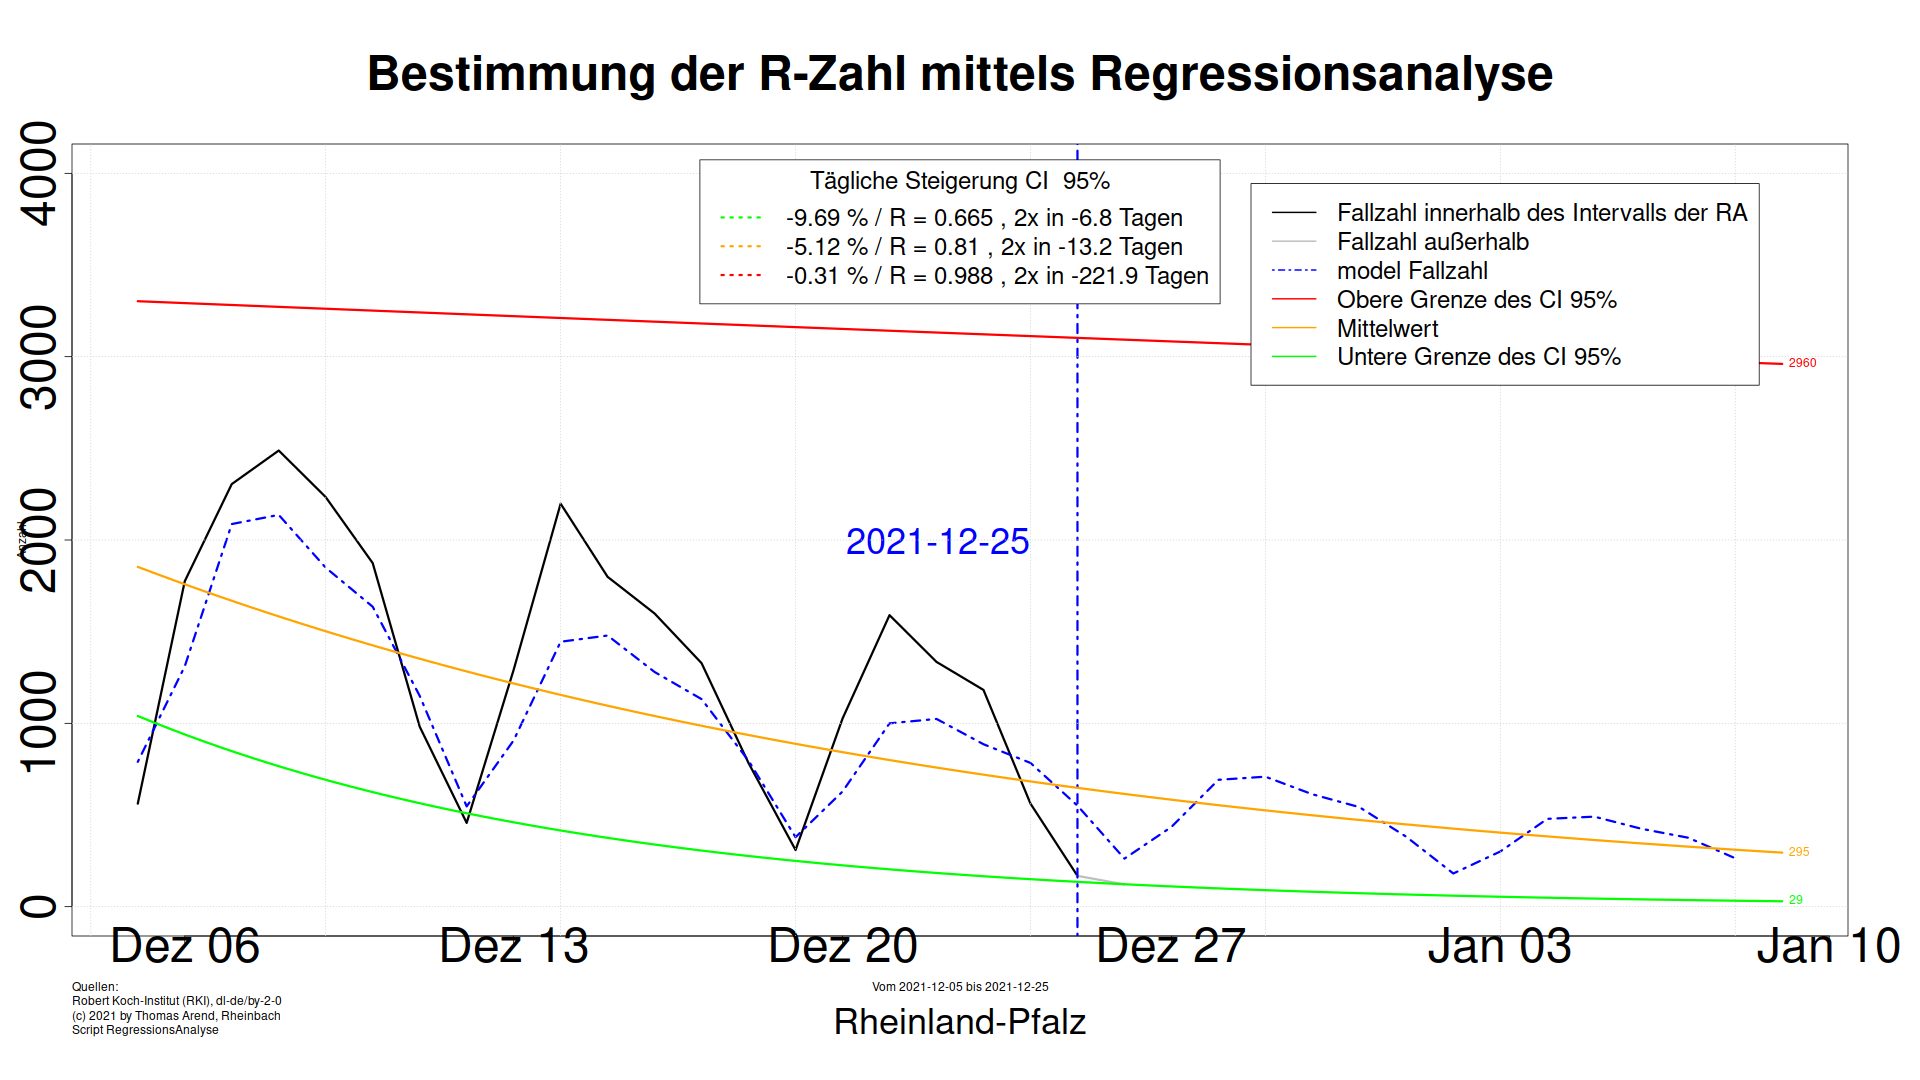 Bestimmung der R-Zahl mittels Regressionsanalyse
Anzahl
4000
3000
2000
1000
0
Tägliche Steigerung CI  95%
-9.69 % / R = 0.665 , 2x in -6.8 Tagen
-5.12 % / R = 0.81 , 2x in -13.2 Tagen
-0.31 % / R = 0.988 , 2x in -221.9 Tagen
Fallzahl innerhalb des Intervalls der RA
Fallzahl außerhalb
model Fallzahl
Obere Grenze des CI 95%
Mittelwert
Untere Grenze des CI 95%
2960
2021-12-25
295
29
Dez 06 Dez 13 Dez 20 Dez 27 Jan 03 Jan 10
Quellen:
Robert Koch-Institut (RKI), dl-de/by-2-0
(c) 2021 by Thomas Arend, Rheinbach
Script RegressionsAnalyse
Vom 2021-12-05 bis 2021-12-25
Rheinland-Pfalz